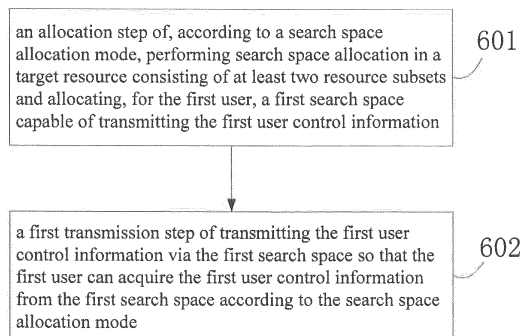 an allocation step of, according to a search space
allocation mode, performing search space allocation in a
target resource consisting of at least two resource subsets
and allocating, for the first user, a first search space
capable of transmitting the first user control information
601
a first transmission step of transmitting the first user
control information via the first search space so that the
first user can acquire the first user control information
from the first search space according to the search space
allocation mode
602